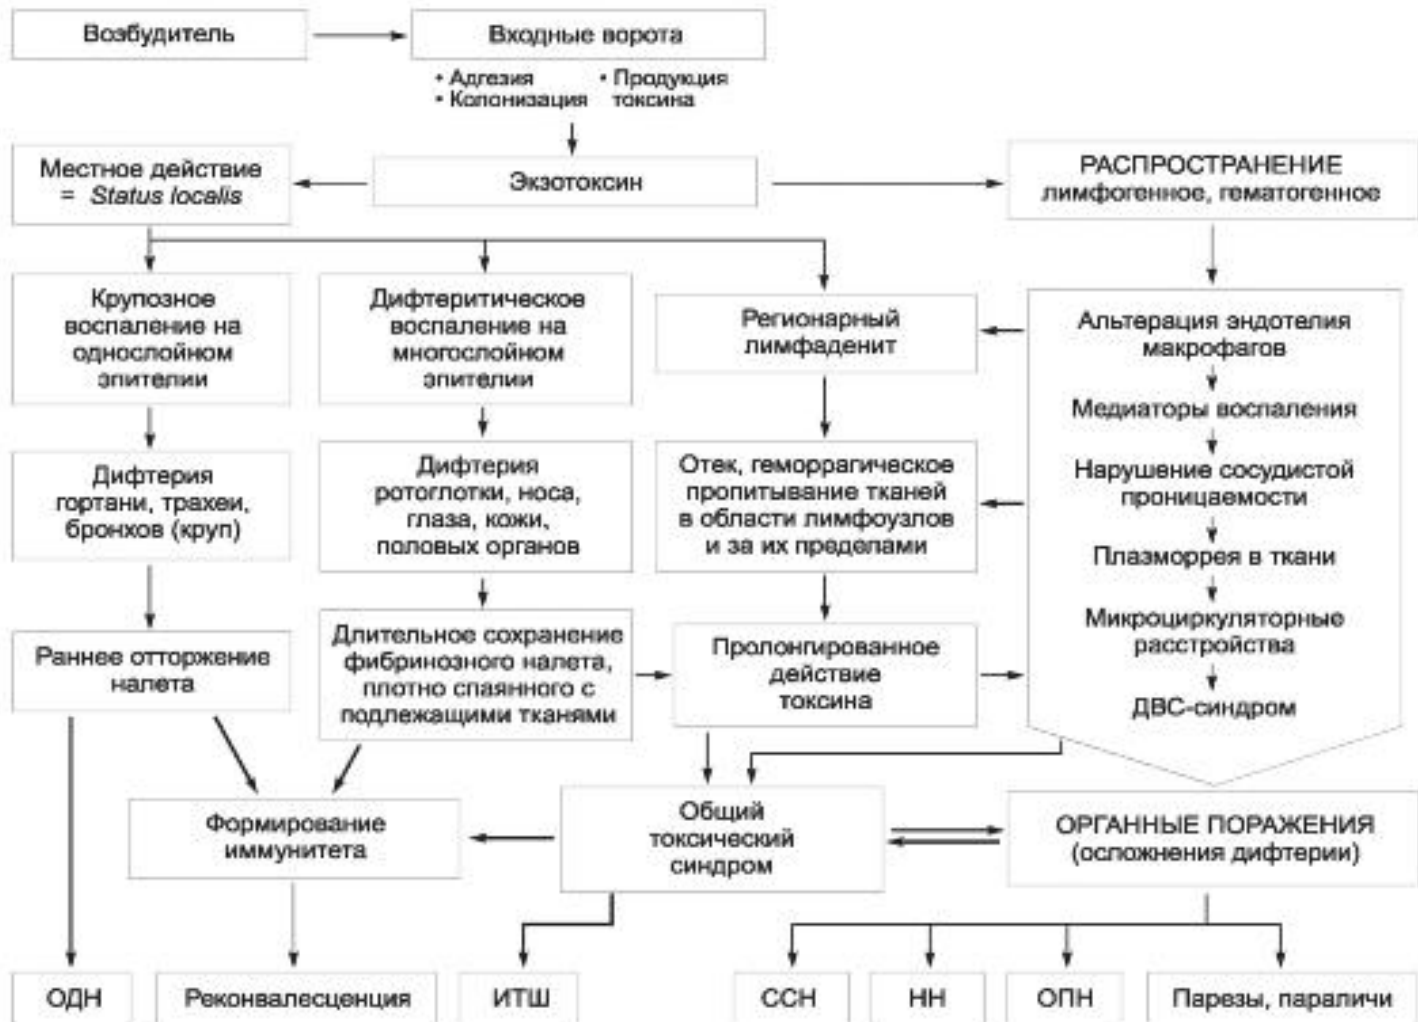 Возбудитель
Входные ворота
• Адгезия
• Колонизация
• Продукция
токсина
Местное действие
= Status localis
Экзотоксин
РАСПРОСТРАНЕНИЕ
лимфогенное, гематогенное
Крупозное
воспаление на
однослойном
эпителии
Дифтеритическое
воспаление на
многослойном
эпителии
Регионарный
лимфаденит
Альтерация эндотелия
макрофагов
Медиаторы воспаления
Нарушение сосудистой
проницаемости
Плазморрея в ткани
Микроциркуляторные
расстройства
ДВС-синдром
Дифтерия
гортани, трахеи,
бронхов (круп)
Дифтерия
ротоглотки, носа,
глаза, кожи,
половых органов
Отек, геморрагическое
пропитывание тканей
в области лимфоузлов
и за их пределами
Раннее отторжение
налета
Длительное сохранение
фибринозного налета,
плотно спаянного с
подлежащими тканями
Пролонгированное
действие
токсина
Формирование
иммунитета
Общий
токсический
синдром
ОРГАННЫЕ ПОРАЖЕНИЯ
(осложнения дифтерии)
ОДН
Реконвалесценция
ИТШ
ССН
НН
ОПН
Парезы, параличи